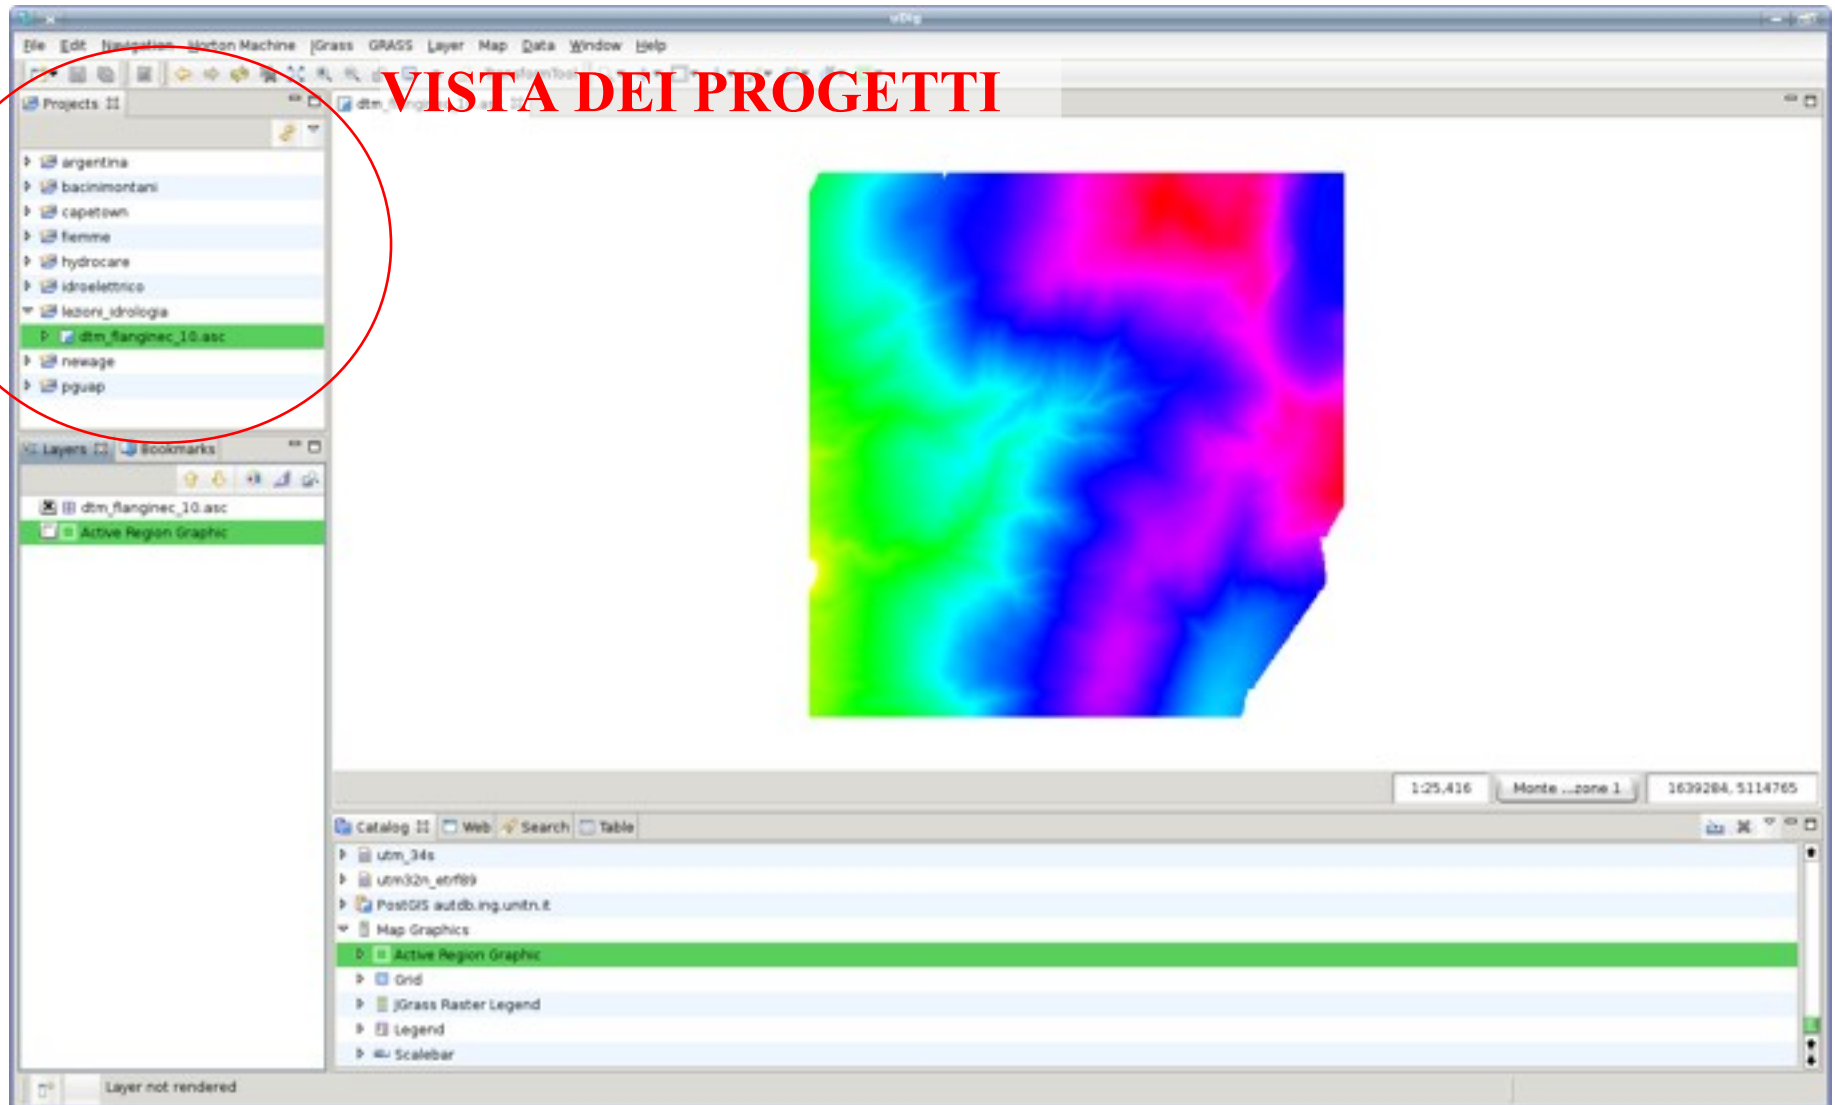 uDig
File Edit Navigation Horton Machine JGrass GRASS Layer Map Data Window Help
VISTA DEI PROGETTI
Projects
argentina
bacinimontani
capetown
fiemme
hydrocare
idroelettrico
lezioni_idrologia
dtm_flanginec_10.asc
newage
pguap
Layers Bookmarks
dtm_flanginec_10.asc
Active Region Graphic
1:25,416 Monte ...zone 1 1639284, 5114765
Catalog Web Search Table
utm_34s
utm32n_etrf89
PostGIS autdb.ing.unitn.it
Map Graphics
Active Region Graphic
Grid
JGrass Raster Legend
Legend
Scalebar
Layer not rendered